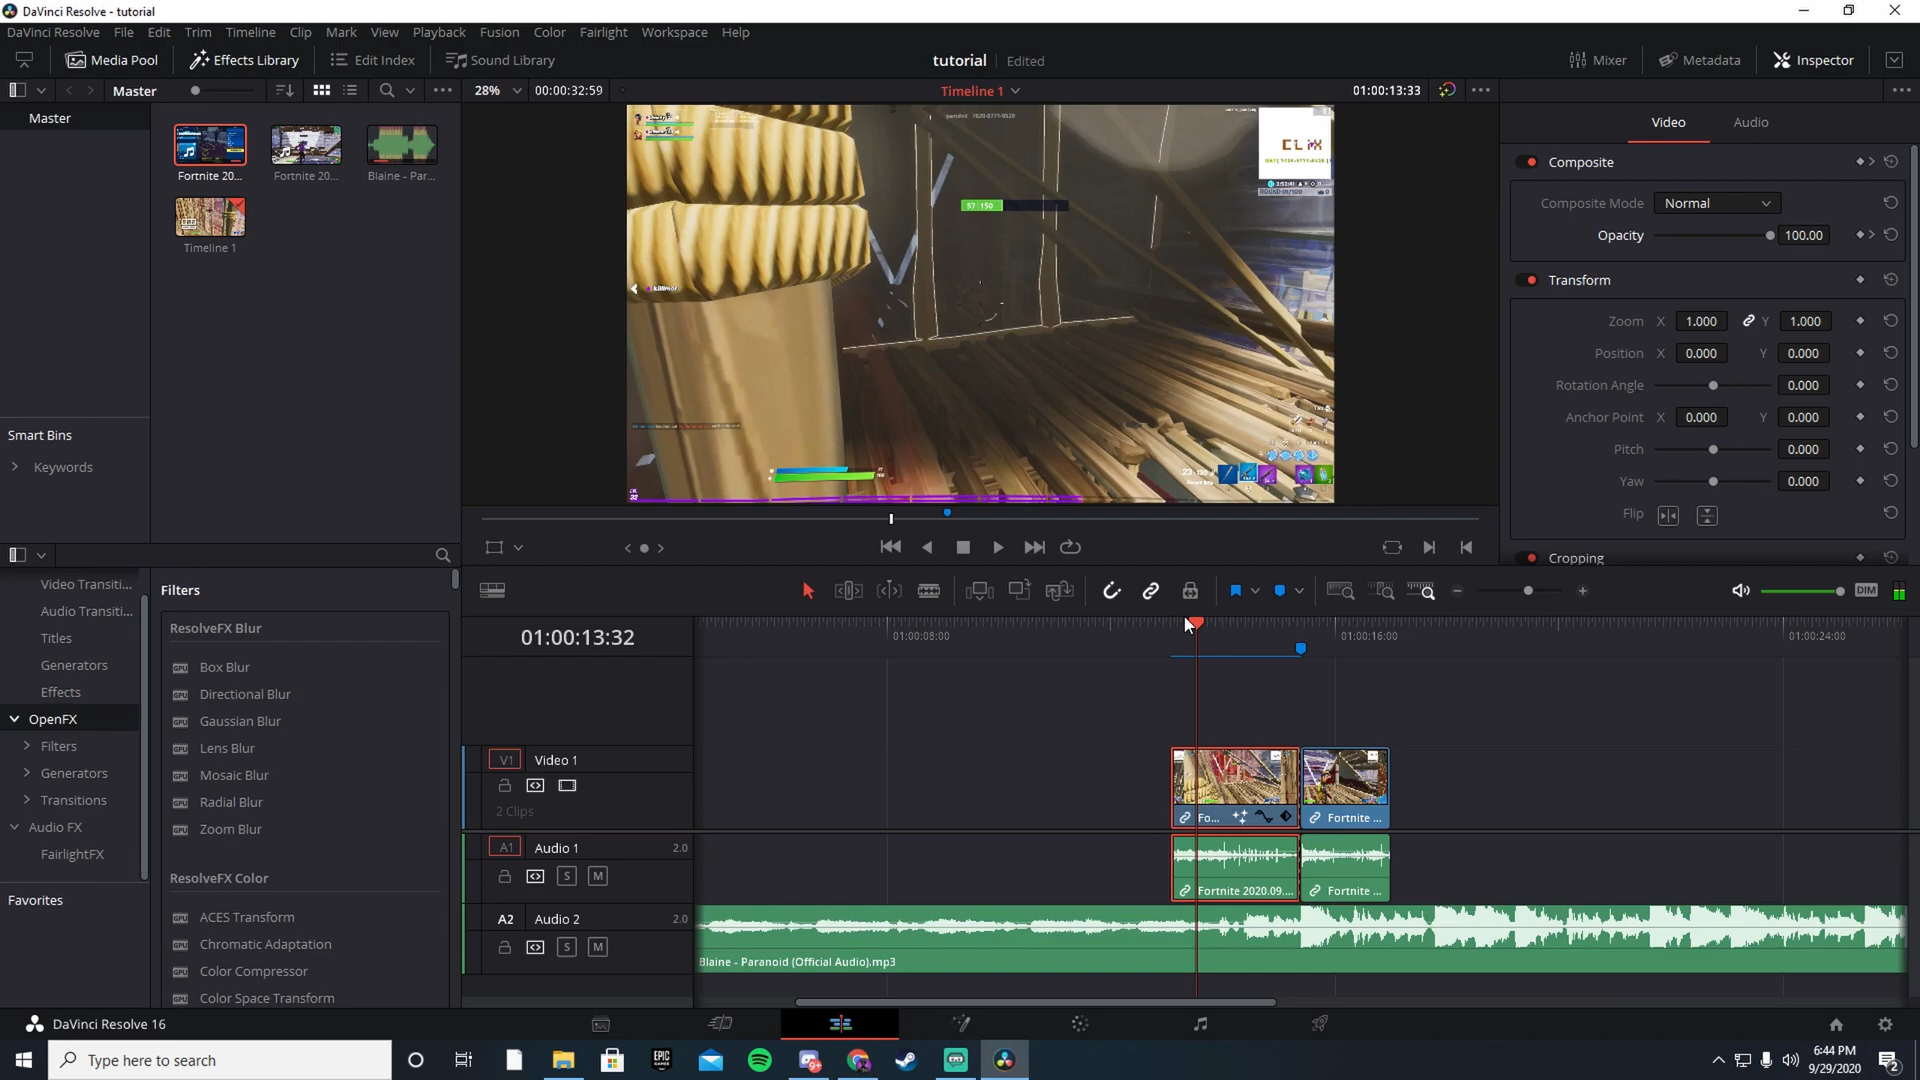 DaVinci Resolve - tutorial
DaVinci Resolve File Edit Trim Timeline Clip Mark View Playback Fusion Color Fairlight Workspace Help
Media Pool Effects Library Edit Index Sound Library tutorial Edited Mixer Metadata Inspector
Master 28% 00:00:32:59 Timeline 1 01:00:13:33
Master
Fortnite 20... Fortnite 20... Blaine - Par...
Timeline 1
Smart Bins
Keywords
CLIX
57 150
killmor
Video Audio
Composite
Composite Mode Normal
Opacity 100.00
Transform
Zoom X 1.000 Y 1.000
Position X 0.000 Y 0.000
Rotation Angle 0.000
Anchor Point X 0.000 Y 0.000
Pitch 0.000
Yaw 0.000
Flip
Cropping
Video Transiti...
Audio Transiti...
Titles
Generators
Effects
OpenFX
Filters
Generators
Transitions
Audio FX
FairlightFX
Favorites
Filters
ResolveFX Blur
Box Blur
Directional Blur
Gaussian Blur
Lens Blur
Mosaic Blur
Radial Blur
Zoom Blur
ResolveFX Color
ACES Transform
Chromatic Adaptation
Color Compressor
Color Space Transform
DIM
01:00:13:32 01:00:08:00 01:00:16:00 01:00:24:00
V1 Video 1
2 Clips
Fo... Fortnite ...
A1 Audio 1 2.0
S M
Fortnite 2020.09.... Fortnite ...
A2 Audio 2 2.0
S M
Blaine - Paranoid (Official Audio).mp3
DaVinci Resolve 16
Type here to search
EPIC GAMES
6:44 PM
9/29/2020
2